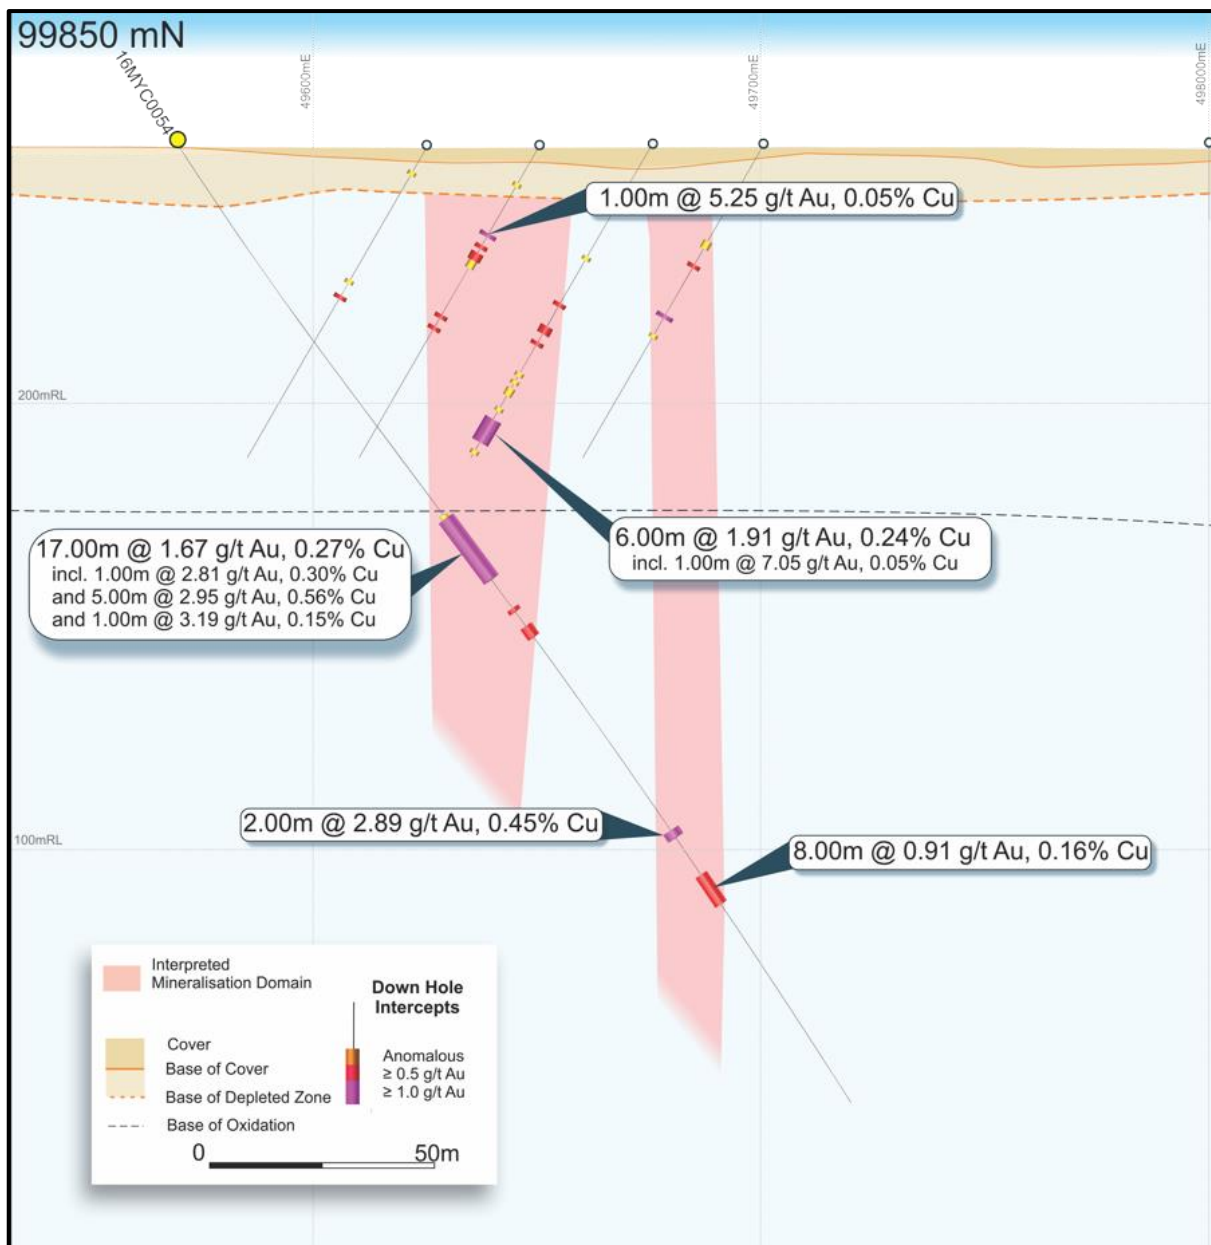 99850 mN
16MYC0054
49600mE
49700mE
498000mE
1.00m @ 5.25 g/t Au, 0.05% Cu
200mRL
17.00m @ 1.67 g/t Au, 0.27% Cu
incl. 1.00m @ 2.81 g/t Au, 0.30% Cu
and 5.00m @ 2.95 g/t Au, 0.56% Cu
and 1.00m @ 3.19 g/t Au, 0.15% Cu
6.00m @ 1.91 g/t Au, 0.24% Cu
incl. 1.00m @ 7.05 g/t Au, 0.05% Cu
2.00m @ 2.89 g/t Au, 0.45% Cu
100mRL
8.00m @ 0.91 g/t Au, 0.16% Cu
Interpreted
Mineralisation Domain
Cover
Base of Cover
Base of Depleted Zone
Base of Oxidation
Down Hole
Intercepts
Anomalous
≥ 0.5 g/t Au
≥ 1.0 g/t Au
0 50m